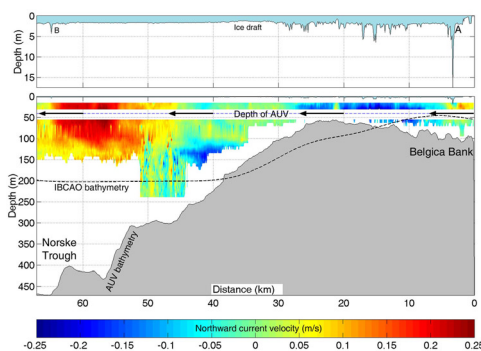 0
5
10
15
Depth (m)
B
Ice draft
A
0
50
100
150
200
250
300
350
400
450
Depth (m)
Depth of AUV
Belgica Bank
IBCAO bathymetry
Norske
Trough
AUV bathymetry
60 50 40 30 20 10 0
Distance (km)
Northward current velocity (m/s)
-0.25 -0.2 -0.15 -0.1 -0.05 0 0.05 0.1 0.15 0.2 0.25